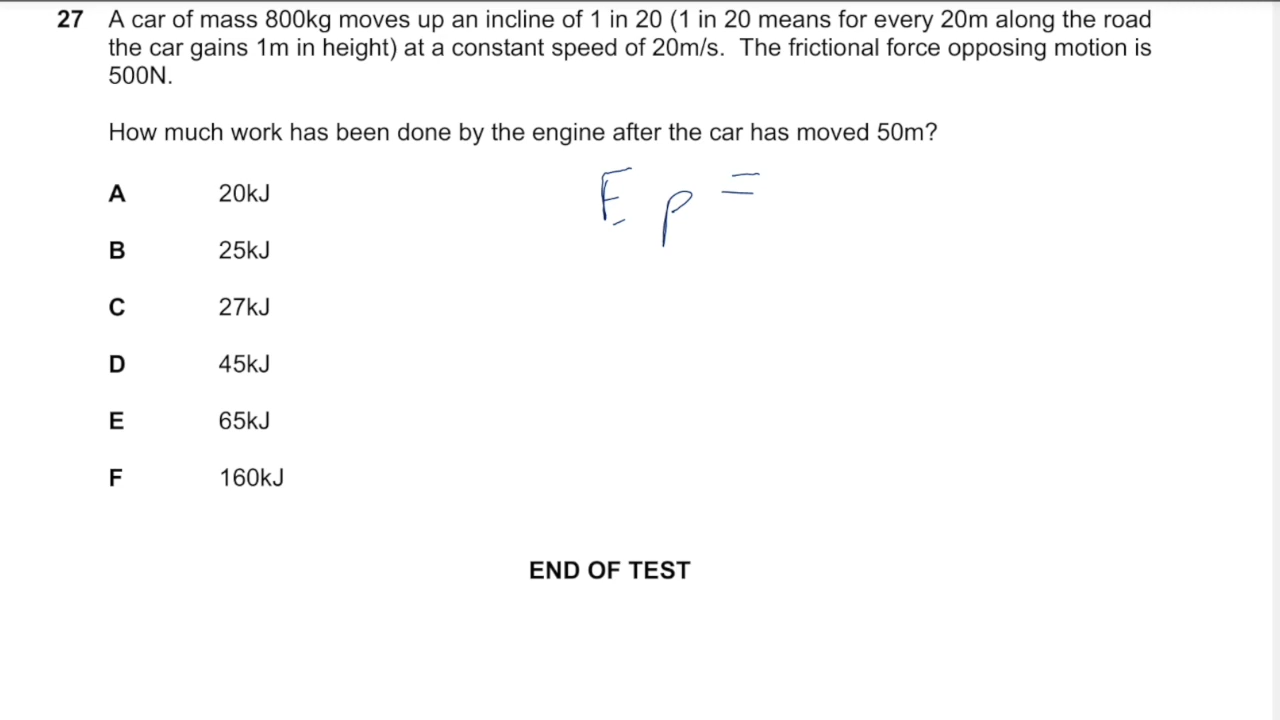 27 A car of mass 800kg moves up an incline of 1 in 20 (1 in 20 means for every 20m along the road
the car gains 1m in height) at a constant speed of 20m/s. The frictional force opposing motion is
500N.
How much work has been done by the engine after the car has moved 50m?
E p =
A 20kJ
B 25kJ
C 27kJ
D 45kJ
E 65kJ
F 160kJ
END OF TEST